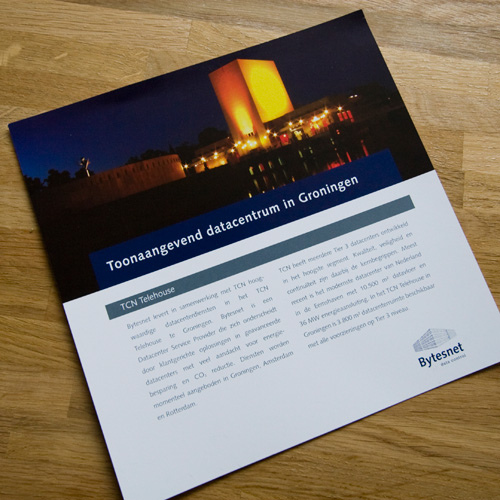 Toonaangevend datacentrum in Groningen
TCN Telehouse
Bytesnet levert in samenwerking met TCN hoog-
waardige datacenterdiensten in het TCN
Telehouse te Groningen. Bytesnet is een
Datacenter Service Provider die zich onderscheidt
door klantgerichte oplossingen in geavanceerde
datacenters met veel aandacht voor energie-
besparing en CO₂ reductie. Diensten worden
momenteel aangeboden in Groningen, Amsterdam
en Rotterdam.
TCN heeft meerdere Tier 3 datacenters ontwikkeld
in het hoogste segment. Kwaliteit, veiligheid en
continuïteit zijn daarbij de kernbegrippen. Meest
recent is het modernste datacenter van Nederland
in de Eemshaven met 10.500 m² datavloer en
36 MW energieaansluiting. In het TCN Telehouse in
Groningen is 3.800 m² datacenterruimte beschikbaar
met alle voorzieningen op Tier 3 niveau.
Bytesnet